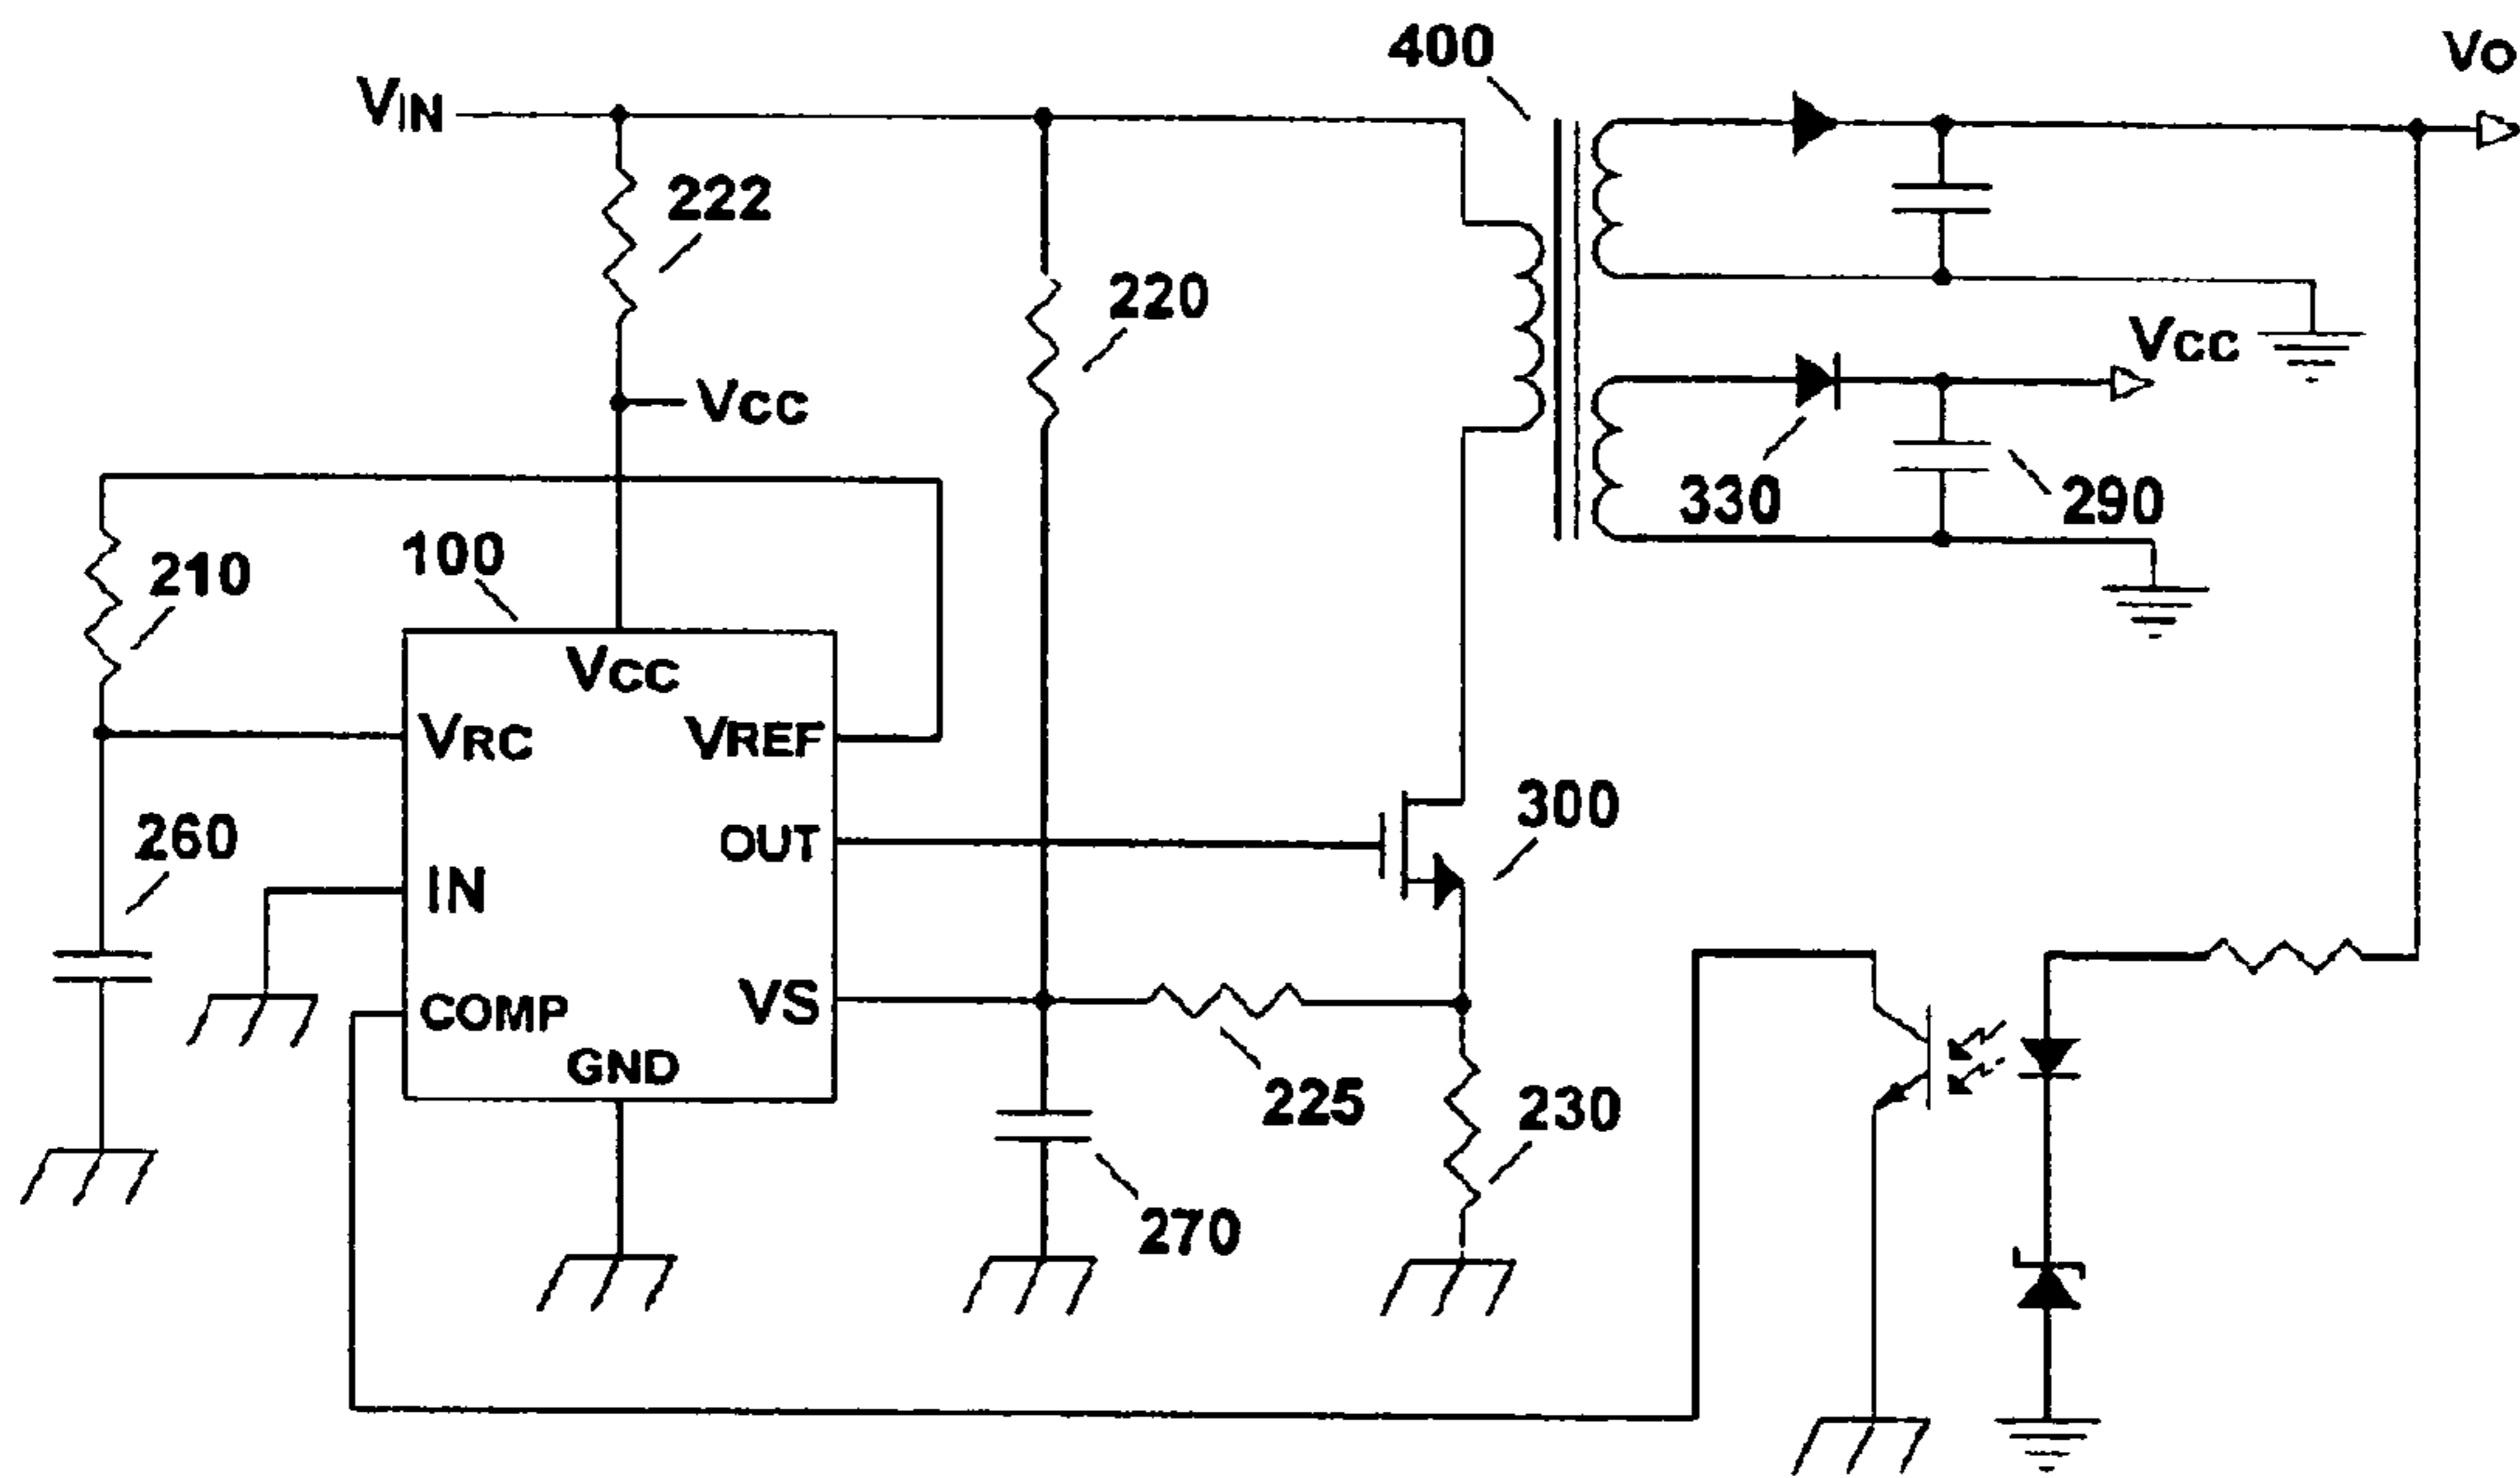 400
VO
VIN
222
220
VCC
VCC
330
290
100
210
VCC
VRC
VREF
300
260
OUT
IN
VS
COMP
GND
225
230
270